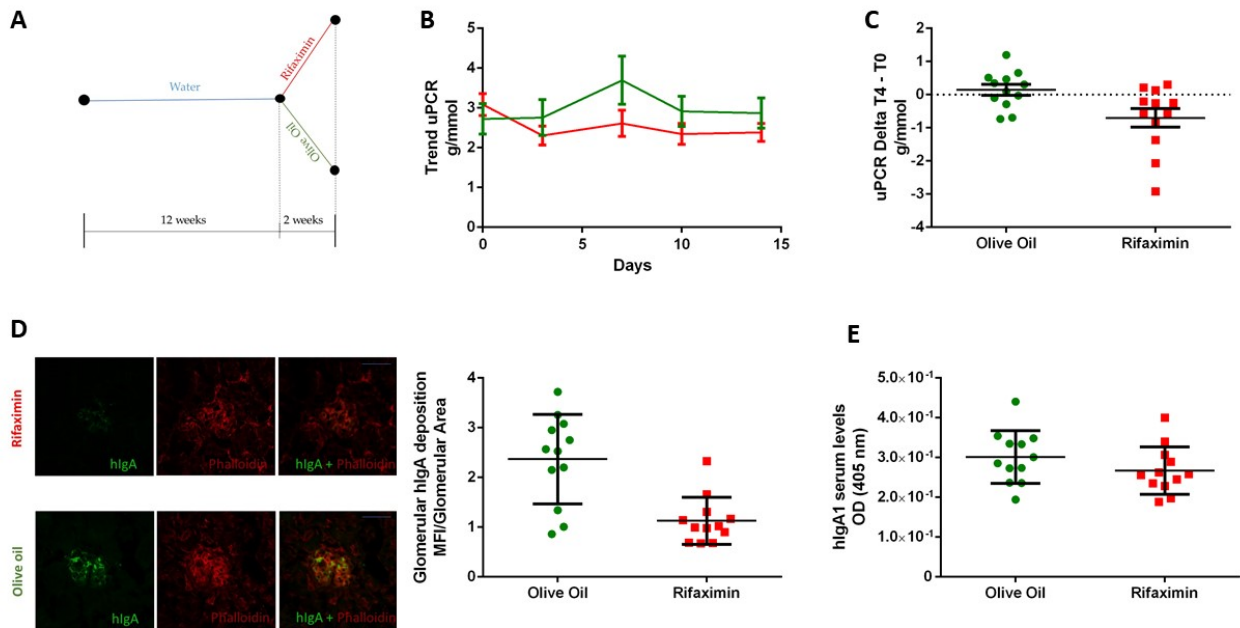 A
Water
Rifaximin
Olive Oil
12 weeks
2 weeks
B
Trend uPCR
g/mmol
5
4
3
2
1
0
0
5
10
15
Days
C
uPCR Delta T4 - T0
g/mmol
2
1
0
-1
-2
-3
-4
Olive Oil
Rifaximin
D
Rifaximin
hIgA
Phalloidin
hIgA + Phalloidin
Olive oil
hIgA
Phalloidin
hIgA + Phalloidin
Glomerular hIgA deposition
MFI/Glomerular Area
4
3
2
1
0
Olive Oil
Rifaximin
E
hIgA1 serum levels
OD (405 nm)
5.0×10⁻¹
4.0×10⁻¹
3.0×10⁻¹
2.0×10⁻¹
1.0×10⁻¹
0
Olive Oil
Rifaximin